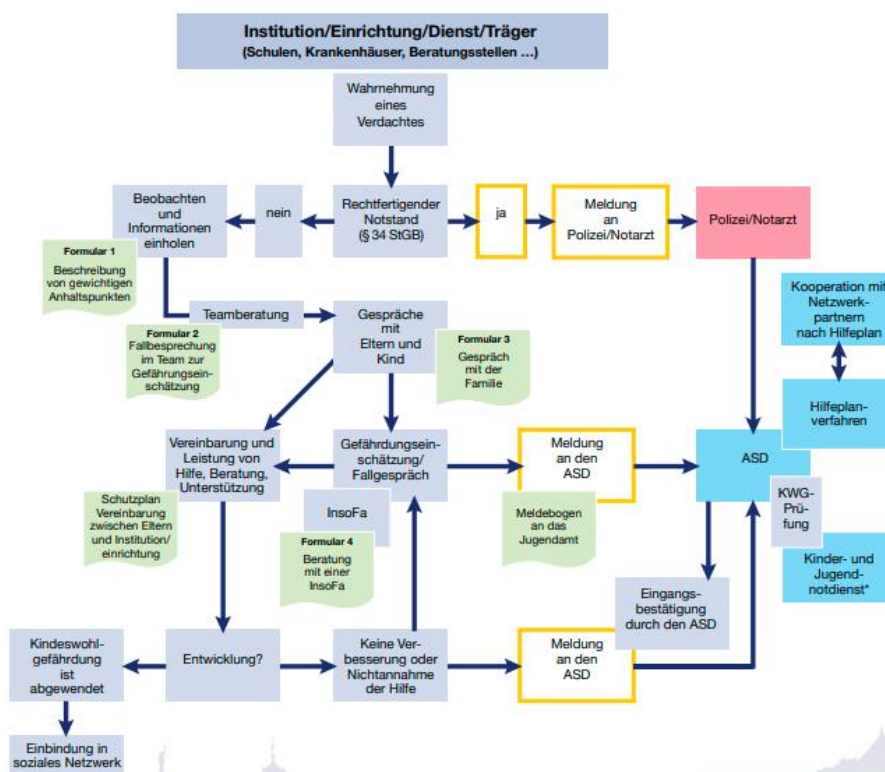 Institution/Einrichtung/Dienst/Träger
(Schulen, Krankenhäuser, Beratungsstellen ...)
Wahrnehmung
eines
Verdachtes
Beobachten
und
Informationen
einholen
nein
Rechtfertigender
Notstand
(§ 34 StGB)
ja
Meldung
an
Polizei/Notarzt
Polizei/Notarzt
Formular 1
Beschreibung
von gewichtigen
Anhaltspunkten
Kooperation mit
Netzwerk-
partnern
nach Hilfeplan
Teamberatung
Formular 2
Fallbesprechung
im Team zur
Gefährdungsein-
schätzung
Gespräche
mit
Eltern und
Kind
Formular 3
Gespräch
mit der
Familie
Hilfeplan-
verfahren
Vereinbarung und
Leistung von
Hilfe, Beratung,
Unterstützung
Gefährdungsein-
schätzung/
Fallgespräch
Meldung
an den
ASD
ASD
Schutzplan
Vereinbarung
zwischen Eltern
und Institution/
einrichtung
InsoFa
Formular 4
Beratung
mit einer
InsoFa
Meldebogen
an das
Jugendamt
KWG-
Prü-
fung
Kinder- und
Jugend-
notdienst*
Eingangs-
bestätigung
durch den ASD
Kindeswohl-
gefährdung
ist
abgewendet
Entwicklung?
Keine Ver-
besserung oder
Nichtannahme
der Hilfe
Meldung
an den
ASD
Einbindung in
soziales Netzwerk